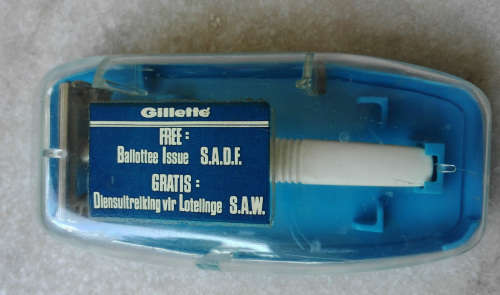 Gillette
FREE:
Ballottee Issue S.A.D.F.
GRATIS:
Diensuitreiking vir Lotelinge S.A.W.